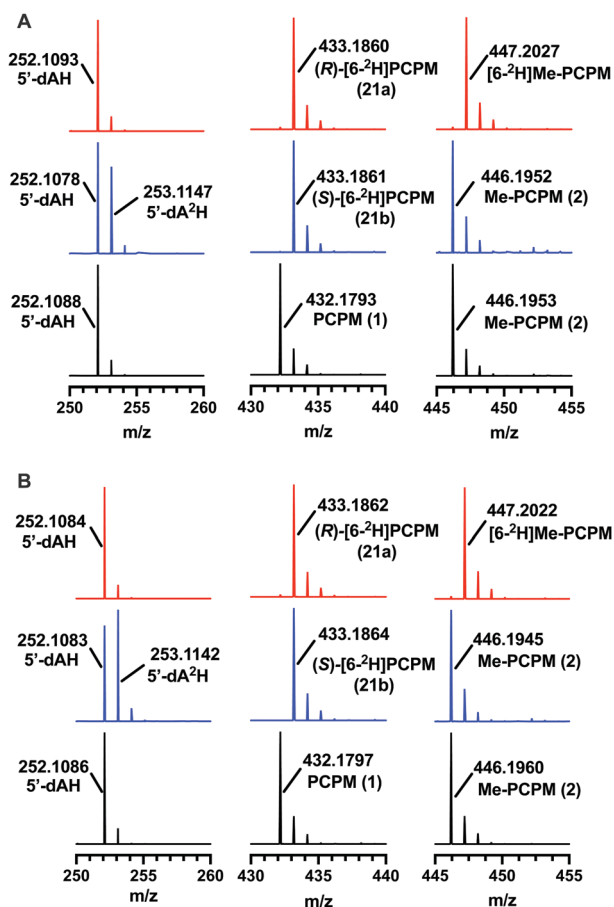 A
252.1093
5'-dAH
433.1860
(R)-[6-²H]PCPM
(21a)
447.2027
[6-²H]Me-PCPM
252.1078
5'-dAH
253.1147
5'-dA²H
433.1861
(S)-[6-²H]PCPM
(21b)
446.1952
Me-PCPM (2)
252.1088
5'-dAH
432.1793
PCPM (1)
446.1953
Me-PCPM (2)
250 255 260
430 435 440
445 450 455
m/z m/z m/z
B
252.1084
5'-dAH
433.1862
(R)-[6-²H]PCPM
(21a)
447.2022
[6-²H]Me-PCPM
252.1083
5'-dAH
253.1142
5'-dA²H
433.1864
(S)-[6-²H]PCPM
(21b)
446.1945
Me-PCPM (2)
252.1086
5'-dAH
432.1797
PCPM (1)
446.1960
Me-PCPM (2)
250 255 260
430 435 440
445 450 455
m/z m/z m/z